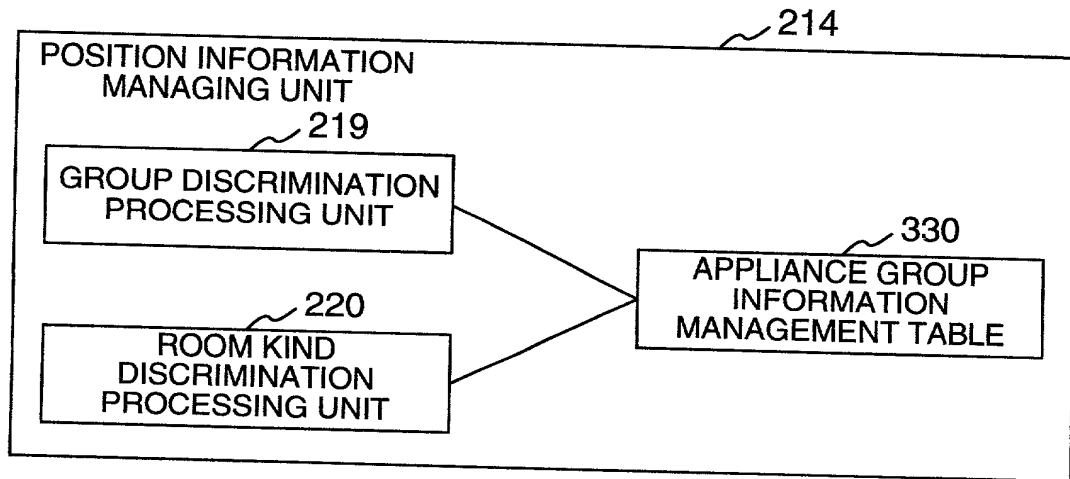 214
POSITION INFORMATION
MANAGING UNIT
219
GROUP DISCRIMINATION
PROCESSING UNIT
330
APPLIANCE GROUP
INFORMATION
MANAGEMENT TABLE
220
ROOM KIND
DISCRIMINATION
PROCESSING UNIT